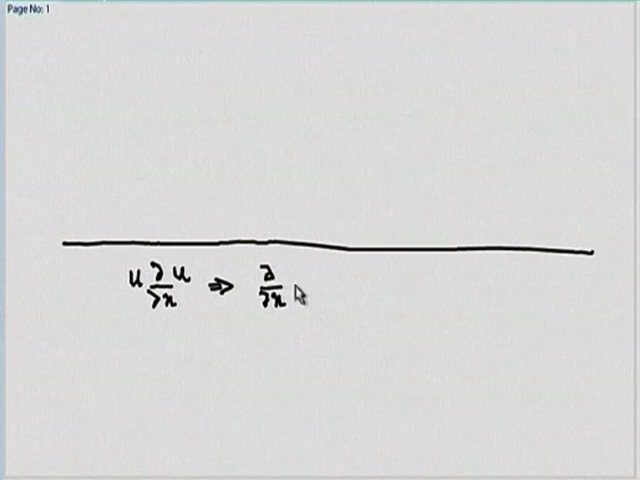 Page No: 1
u ∂u/∂x ⇒ ∂/∂x